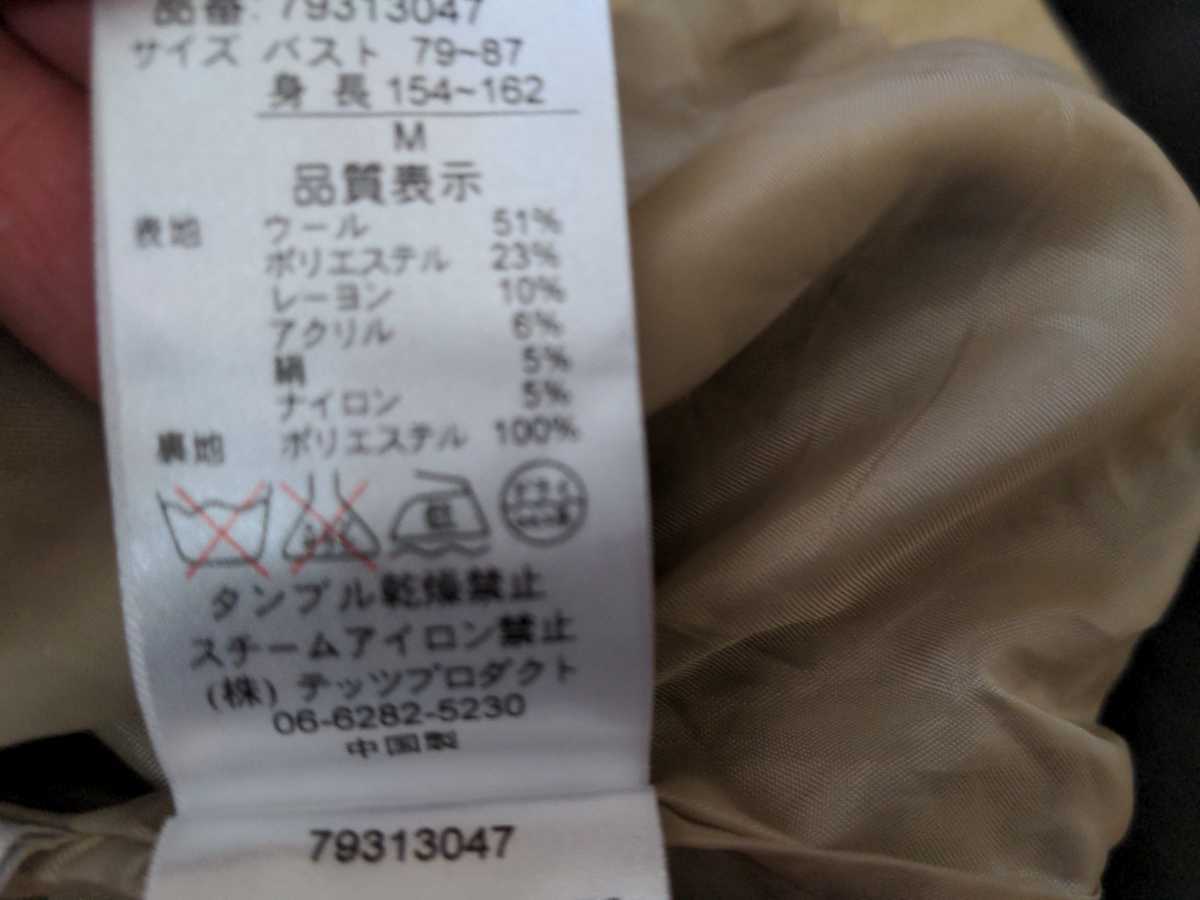 品番: 79313047
サイズ バスト 79~87
身 長 154~162
M
品質表示
表地 ウール 51%
ポリエステル 23%
レーヨン 10%
アクリル 6%
絹 5%
ナイロン 5%
裏地 ポリエステル 100%
タンブル乾燥禁止
スチームアイロン禁止
(株) テッツプロダクト
06-6282-5230
中国製
79313047